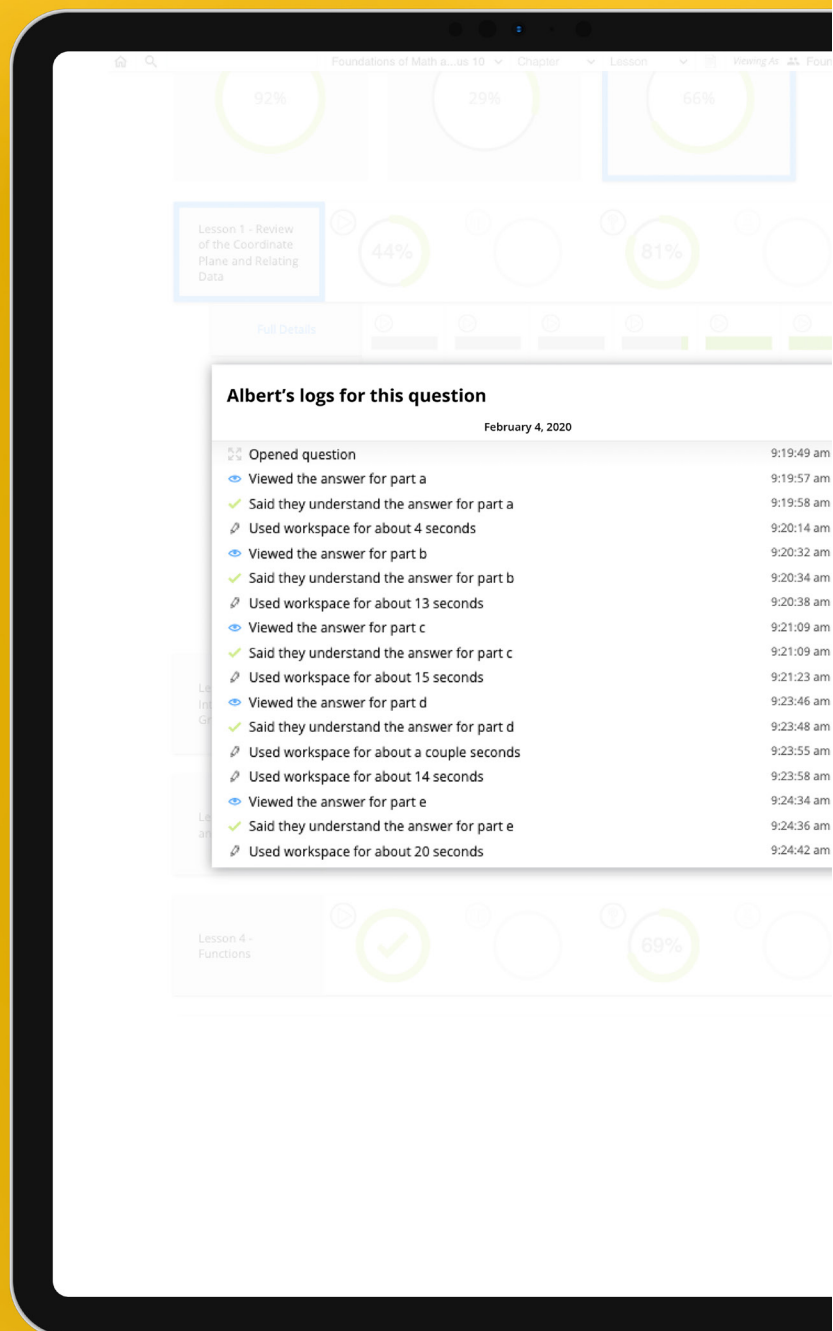 Foundations of Math a...us 10 Chapter Lesson Viewing As Foun
92% 29% 66%
Lesson 1 - Review
of the Coordinate
Plane and Relating
Data
44% 81%
Full Details
Albert’s logs for this question
February 4, 2020
Opened question 9:19:49 am
Viewed the answer for part a 9:19:57 am
Said they understand the answer for part a 9:19:58 am
Used workspace for about 4 seconds 9:20:14 am
Viewed the answer for part b 9:20:32 am
Said they understand the answer for part b 9:20:34 am
Used workspace for about 13 seconds 9:20:38 am
Viewed the answer for part c 9:21:09 am
Said they understand the answer for part c 9:21:09 am
Used workspace for about 15 seconds 9:21:23 am
Viewed the answer for part d 9:23:46 am
Said they understand the answer for part d 9:23:48 am
Used workspace for about a couple seconds 9:23:55 am
Used workspace for about 14 seconds 9:23:58 am
Viewed the answer for part e 9:24:34 am
Said they understand the answer for part e 9:24:36 am
Used workspace for about 20 seconds 9:24:42 am
Le
Int
Gr
Le
an
Lesson 4 -
Functions
69%